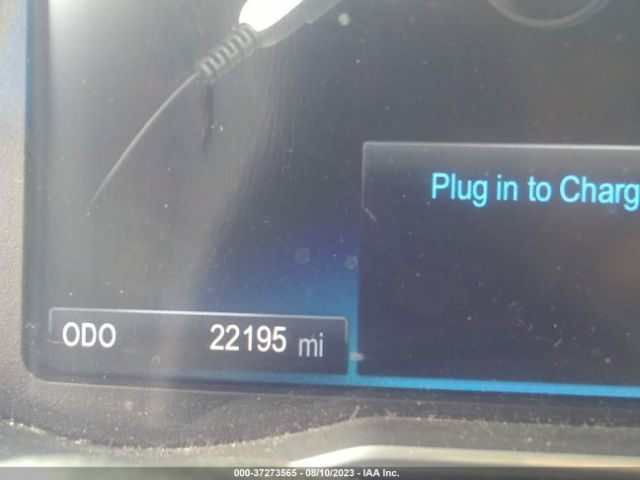 Plug in to Charg
ODO 22195 mi
000-37273565 - 08/10/2023 - IAA Inc.